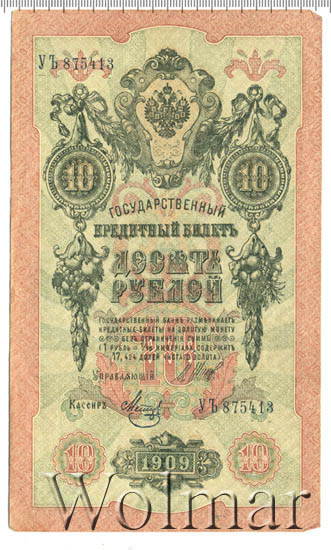 УЪ 875413
10 10
ГОСУДАРСТВЕННЫЙ
КРЕДИТНЫЙ БИЛЕТЪ
ДЕСЯТЬ
РУБЛЕЙ
ГОСУДАРСТВЕННЫЙ БАНКЪ РАЗМѢНИВАЕТЪ
КРЕДИТНЫЕ БИЛЕТЫ НА ЗОЛОТУЮ МОНЕТУ
БЕЗЪ ОГРАНИЧЕНІЯ СУММЫ
(1 РУБЛЬ = 1/15 ИМПЕРІАЛА, СОДЕРЖИТЪ
17,424 ДОЛЕЙ ЧИСТАГО ЗОЛОТА)
УПРАВЛЯЮЩІЙ
Кассиръ
УЪ 875413
10 1909 10
Wolmar